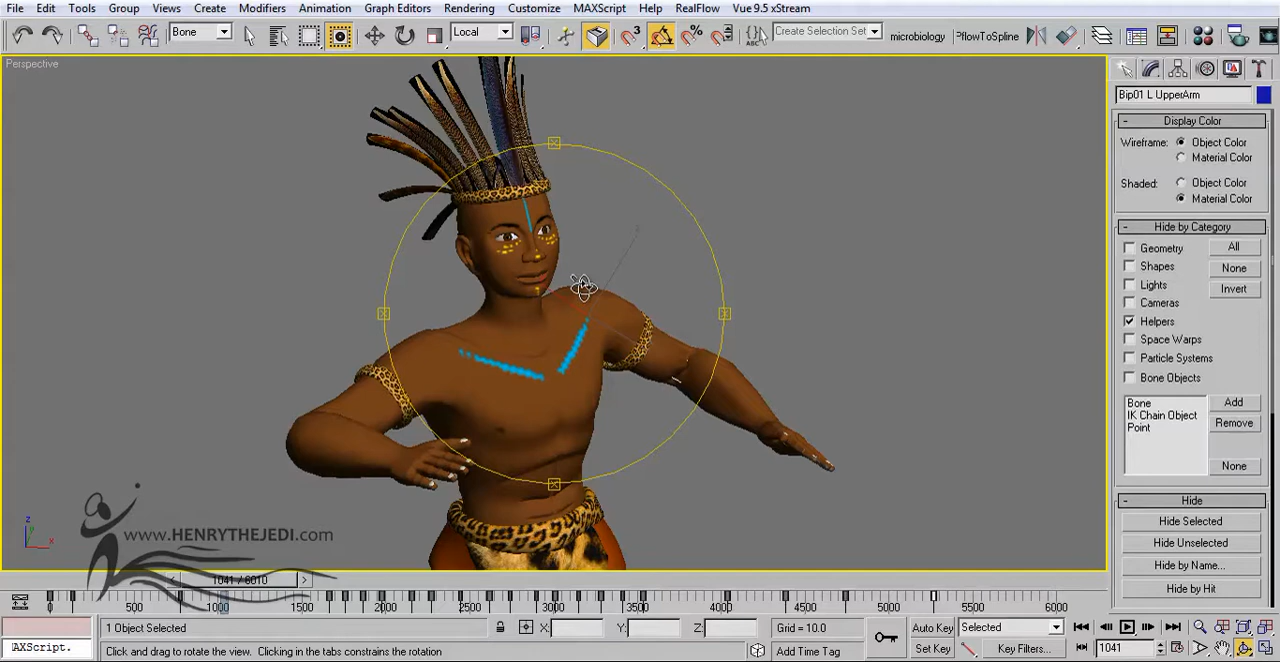 File Edit Tools Group Views Create Modifiers Animation Graph Editors Rendering Customize MAXScript Help RealFlow Vue 9.5 xStream
Bone Local 3 % ABC Create Selection Set microbiology PflowToSpline
Perspective
Bip01 L UpperArm
- Display Color
Wireframe: Object Color
Material Color
Shaded: Object Color
Material Color
- Hide by Category
Geometry All
Shapes None
Lights Invert
Cameras
Helpers
Space Warps
Particle Systems
Bone Objects
Bone Add
IK Chain Object Remove
Point
None
- Hide
Hide Selected
Hide Unselected
Hide by Name...
Hide by Hit
www.HENRYTHEJEDI.com
z
y
x
< 1041 / 6010 >
0 500 1000 1500 2000 2500 3000 3500 4000 4500 5000 5500 6000
1 Object Selected X: Y: Z: Grid = 10.0 Auto Key Selected
AXScript. Click and drag to rotate the view. Clicking in the tabs constrains the rotation Add Time Tag Set Key Key Filters... 1041